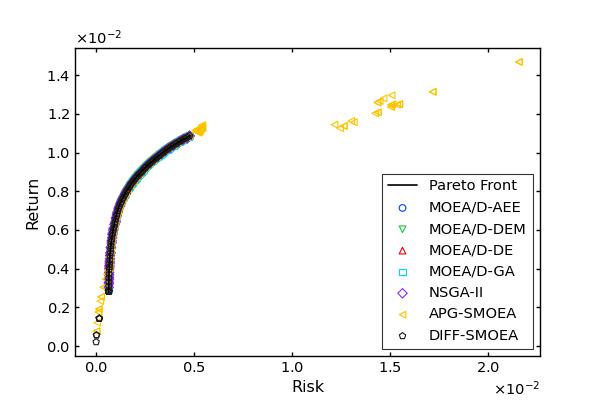 ×10⁻²
1.4
1.2
1.0
0.8
0.6
0.4
0.2
0.0
Return
Pareto Front
MOEA/D-AEE
MOEA/D-DEM
MOEA/D-DE
MOEA/D-GA
NSGA-II
APG-SMOEA
DIFF-SMOEA
0.0 0.5 1.0 1.5 2.0
Risk
×10⁻²